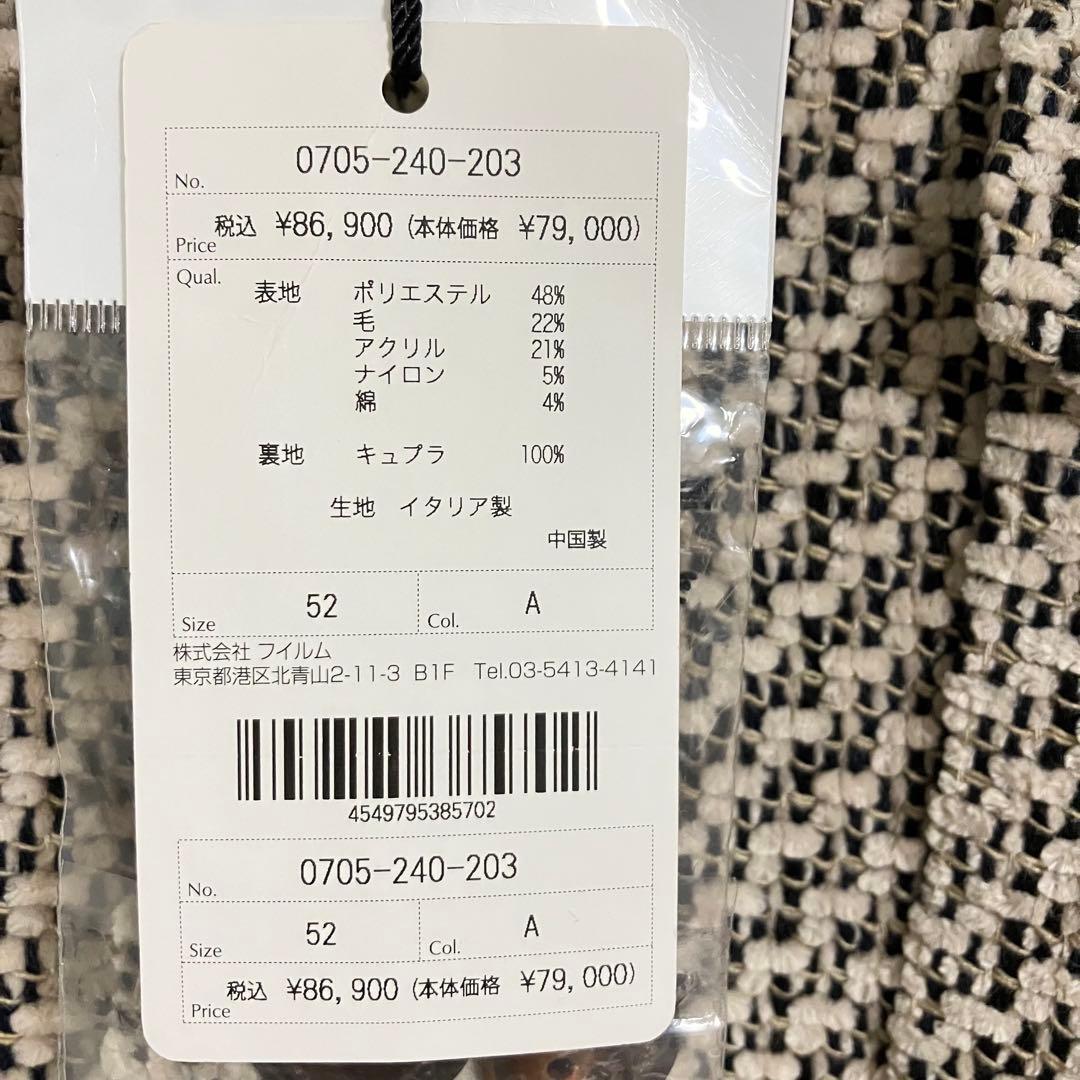 No. 0705-240-203
Price 税込 ¥86,900 (本体価格 ¥79,000)
Qual.
表地 ポリエステル 48%
毛 22%
アクリル 21%
ナイロン 5%
綿 4%
裏地 キュプラ 100%
生地 イタリア製
中国製
Size 52 Col. A
株式会社 フイルム
東京都港区北青山2-11-3 B1F Tel.03-5413-4141
4549795385702
No. 0705-240-203
Size 52 Col. A
Price 税込 ¥86,900 (本体価格 ¥79,000)